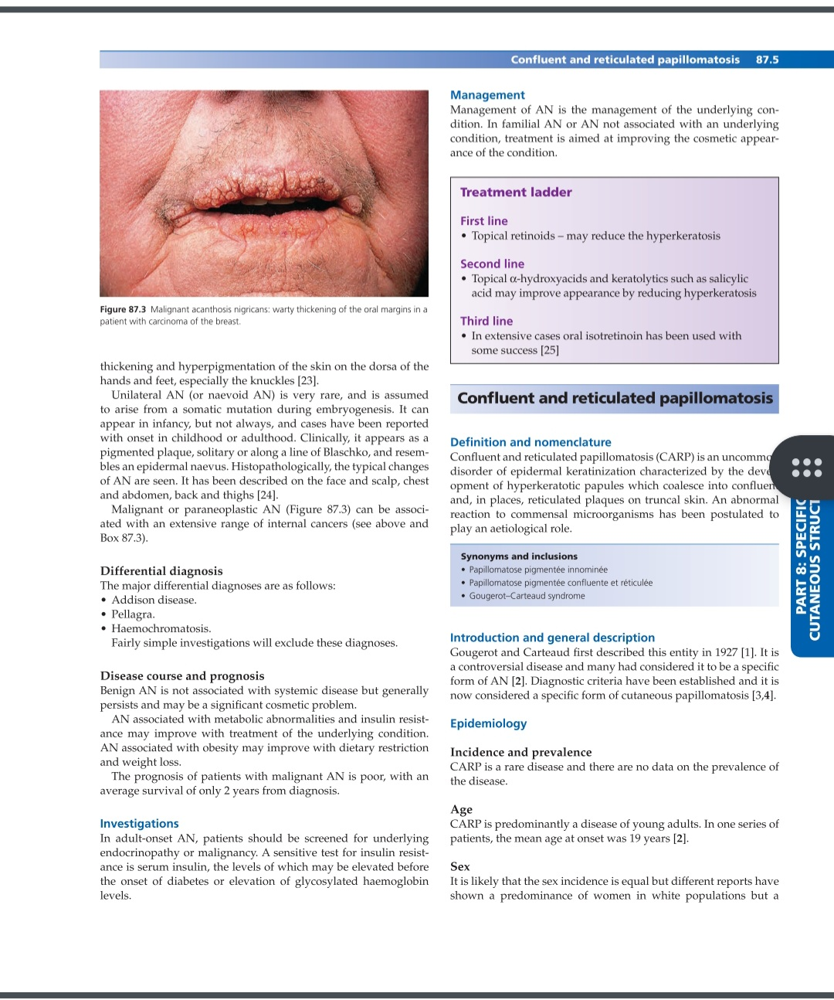 Confluent and reticulated papillomatosis 87.5
Figure 87.3 Malignant acanthosis nigricans: warty thickening of the oral margins in a
patient with carcinoma of the breast.
thickening and hyperpigmentation of the skin on the dorsa of the
hands and feet, especially the knuckles [23].
Unilateral AN (or naevoid AN) is very rare, and is assumed
to arise from a somatic mutation during embryogenesis. It can
appear in infancy, but not always, and cases have been reported
with onset in childhood or adulthood. Clinically, it appears as a
pigmented plaque, solitary or along a line of Blaschko, and resem-
bles an epidermal naevus. Histopathologically, the typical changes
of AN are seen. It has been described on the face and scalp, chest
and abdomen, back and thighs [24].
Malignant or paraneoplastic AN (Figure 87.3) can be associ-
ated with an extensive range of internal cancers (see above and
Box 87.3).
Differential diagnosis
The major differential diagnoses are as follows:
• Addison disease.
• Pellagra.
• Haemochromatosis.
Fairly simple investigations will exclude these diagnoses.
Disease course and prognosis
Benign AN is not associated with systemic disease but generally
persists and may be a significant cosmetic problem.
AN associated with metabolic abnormalities and insulin resist-
ance may improve with treatment of the underlying condition.
AN associated with obesity may improve with dietary restriction
and weight loss.
The prognosis of patients with malignant AN is poor, with an
average survival of only 2 years from diagnosis.
Investigations
In adult-onset AN, patients should be screened for underlying
endocrinopathy or malignancy. A sensitive test for insulin resist-
ance is serum insulin, the levels of which may be elevated before
the onset of diabetes or elevation of glycosylated haemoglobin
levels.
Management
Management of AN is the management of the underlying con-
dition. In familial AN or AN not associated with an underlying
condition, treatment is aimed at improving the cosmetic appear-
ance of the condition.
Treatment ladder
First line
• Topical retinoids – may reduce the hyperkeratosis
Second line
• Topical α-hydroxyacids and keratolytics such as salicylic
acid may improve appearance by reducing hyperkeratosis
Third line
• In extensive cases oral isotretinoin has been used with
some success [25]
Confluent and reticulated papillomatosis
Definition and nomenclature
Confluent and reticulated papillomatosis (CARP) is an uncommo
disorder of epidermal keratinization characterized by the deve
opment of hyperkeratotic papules which coalesce into confluen
and, in places, reticulated plaques on truncal skin. An abnormal
reaction to commensal microorganisms has been postulated to
play an aetiological role.
Synonyms and inclusions
• Papillomatose pigmentée innominée
• Papillomatose pigmentée confluente et réticulée
• Gougerot–Carteaud syndrome
Introduction and general description
Gougerot and Carteaud first described this entity in 1927 [1]. It is
a controversial disease and many had considered it to be a specific
form of AN [2]. Diagnostic criteria have been established and it is
now considered a specific form of cutaneous papillomatosis [3,4].
Epidemiology
Incidence and prevalence
CARP is a rare disease and there are no data on the prevalence of
the disease.
Age
CARP is predominantly a disease of young adults. In one series of
patients, the mean age at onset was 19 years [2].
Sex
It is likely that the sex incidence is equal but different reports have
shown a predominance of women in white populations but a
PART 8: SPECIFIC
CUTANEOUS STRUCT